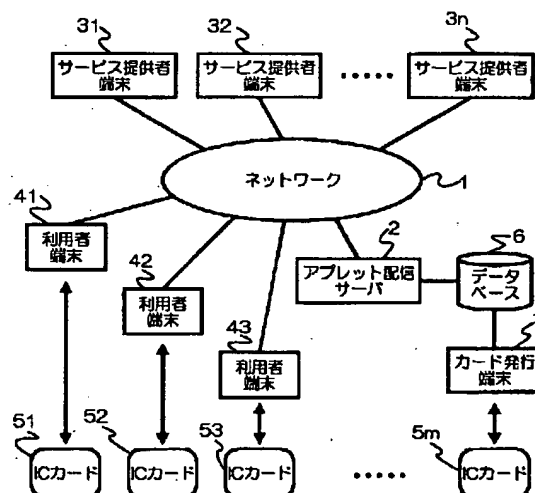 31
32
3n
サービス提供者
端末
サービス提供者
端末
サービス提供者
端末
ネットワーク
1
41
利用者
端末
42
利用者
端末
43
利用者
端末
2
アプレット配信
サーバ
6
データ
ベース
カード発行
端末
51
ICカード
52
ICカード
53
ICカード
5m
ICカード